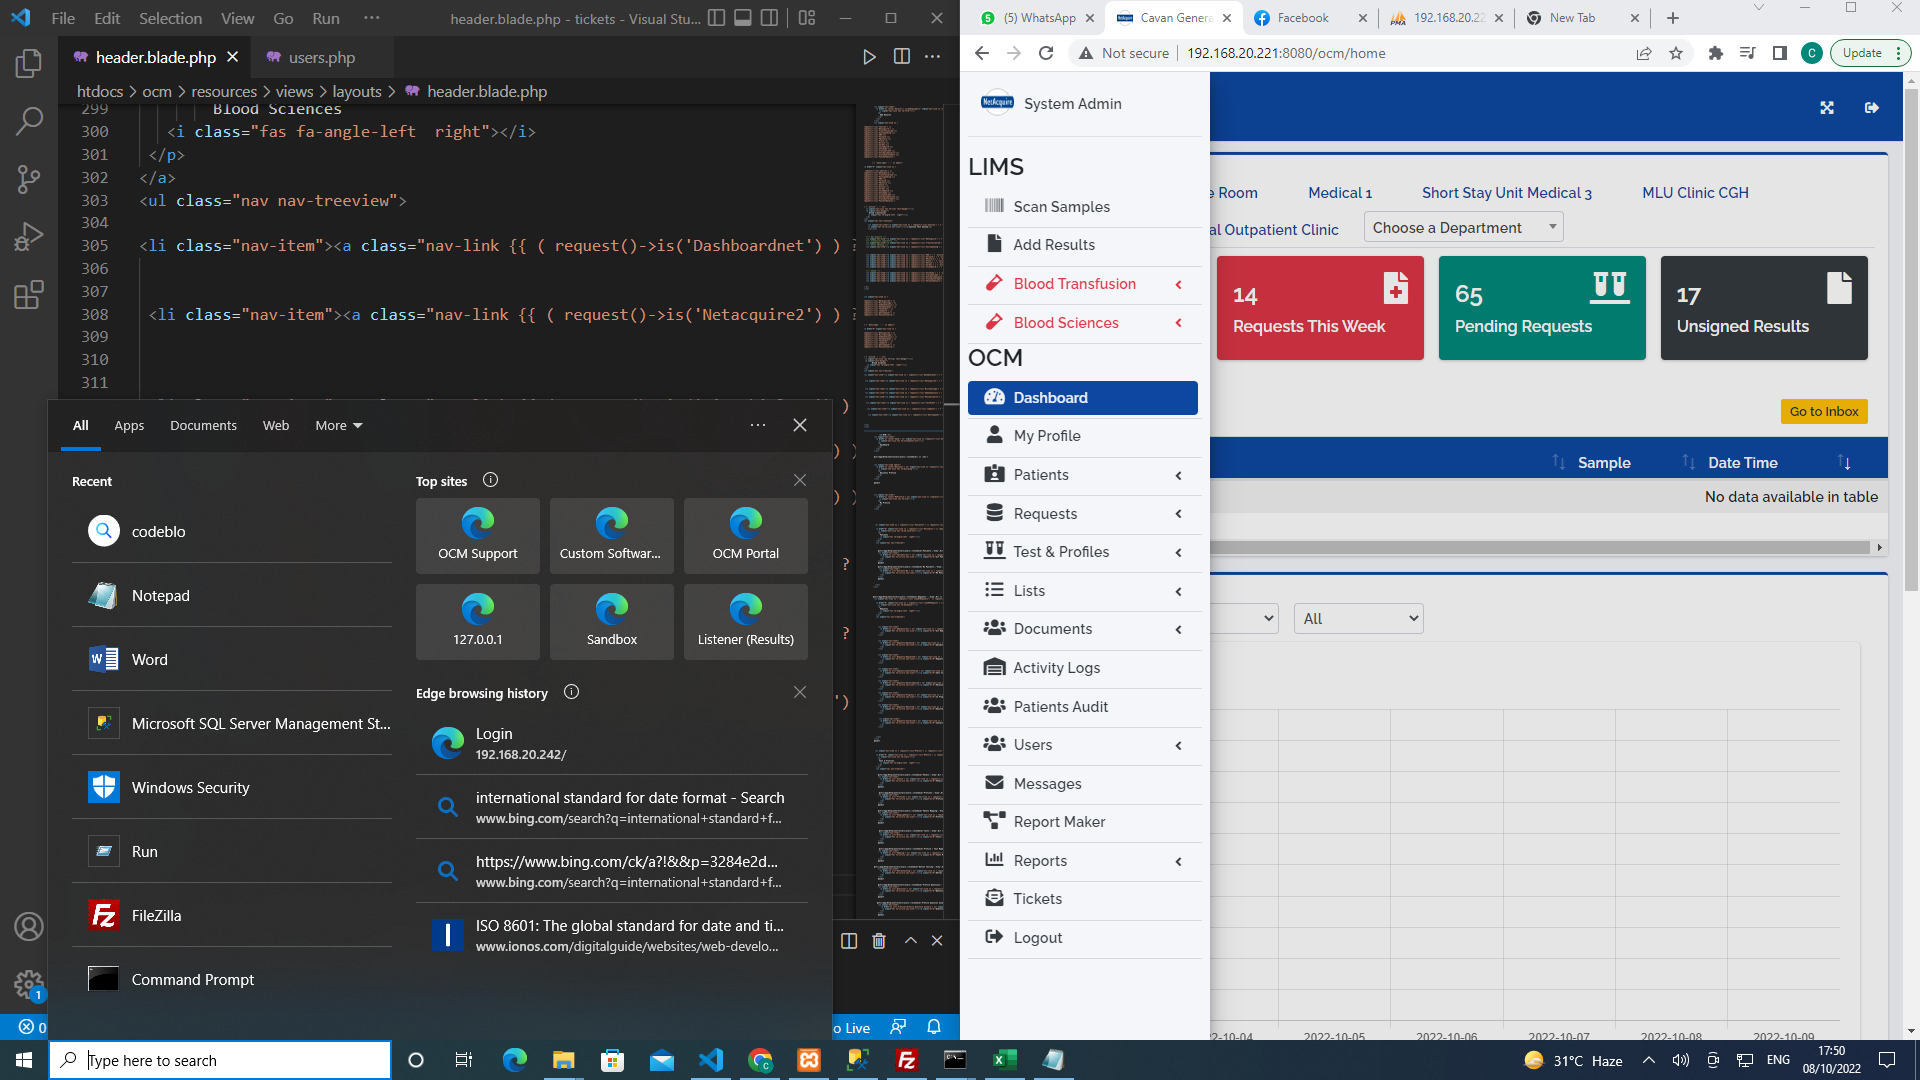 File Edit Selection View Go Run ···
header.blade.php - tickets - Visual Stu...
header.blade.php
users.php
htdocs > ocm > resources > views > layouts > header.blade.php
299 Blood Sciences
300 <i class="fas fa-angle-left  right"></i>
301 </p>
302 </a>
303 <ul class="nav nav-treeview">
304
305 <li class="nav-item"><a class="nav-link {{ ( request()->is('Dashboardnet') ) ?
306
307
308 <li class="nav-item"><a class="nav-link {{ ( request()->is('Netacquire2') ) ?
309
310
311
All Apps Documents Web More
Recent
codeblo
Notepad
Word
Microsoft SQL Server Management St...
Windows Security
Run
FileZilla
Command Prompt
Top sites
OCM Support
Custom Softwar...
OCM Portal
127.0.0.1
Sandbox
Listener (Results)
Edge browsing history
Login
192.168.20.242/
international standard for date format - Search
www.bing.com/search?q=international+standard+f...
https://www.bing.com/ck/a?!&&p=3284e2d...
www.bing.com/search?q=international+standard+f...
ISO 8601: The global standard for date and ti...
www.ionos.com/digitalguide/websites/web-develo...
1
0
o Live
(5) WhatsApp
Cavan Genera
Facebook
192.168.20.22
New Tab
Not secure
192.168.20.221:8080/ocm/home
C
Update
NetAcquire
System Admin
LIMS
Scan Samples
Add Results
Blood Transfusion
Blood Sciences
OCM
Dashboard
My Profile
Patients
Requests
Test & Profiles
Lists
Documents
Activity Logs
Patients Audit
Users
Messages
Report Maker
Reports
Tickets
Logout
e Room
Medical 1
Short Stay Unit Medical 3
MLU Clinic CGH
al Outpatient Clinic
Choose a Department
14
Requests This Week
65
Pending Requests
17
Unsigned Results
Go to Inbox
Sample
Date Time
No data available in table
All
2-10-04
2022-10-05
2022-10-06
2022-10-07
2022-10-08
2022-10-09
Type here to search
31°C Haze
ENG
17:50
08/10/2022